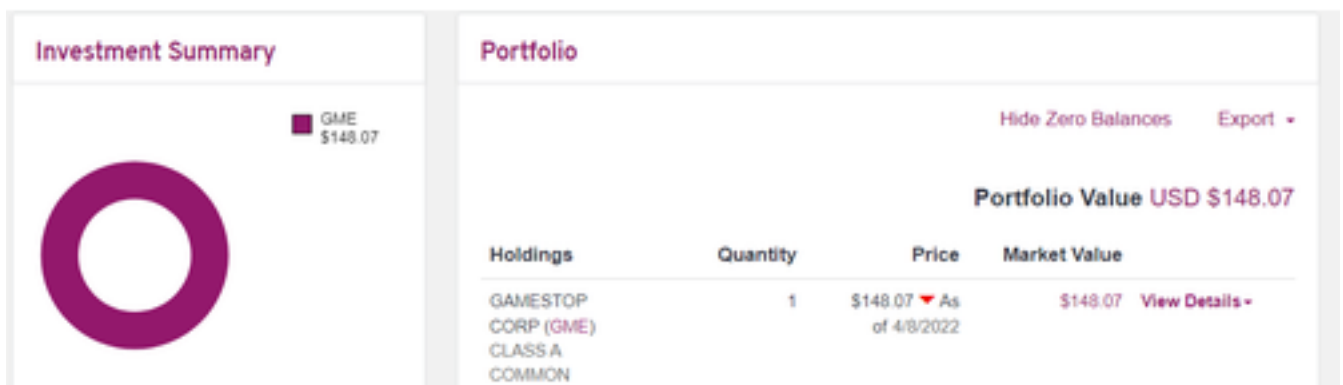 Investment Summary
GME
$148.07
Portfolio
Hide Zero Balances Export
Portfolio Value USD $148.07
Holdings Quantity Price Market Value
GAMESTOP 1 $148.07 As $148.07 View Details
CORP (GME) of 4/8/2022
CLASS A
COMMON